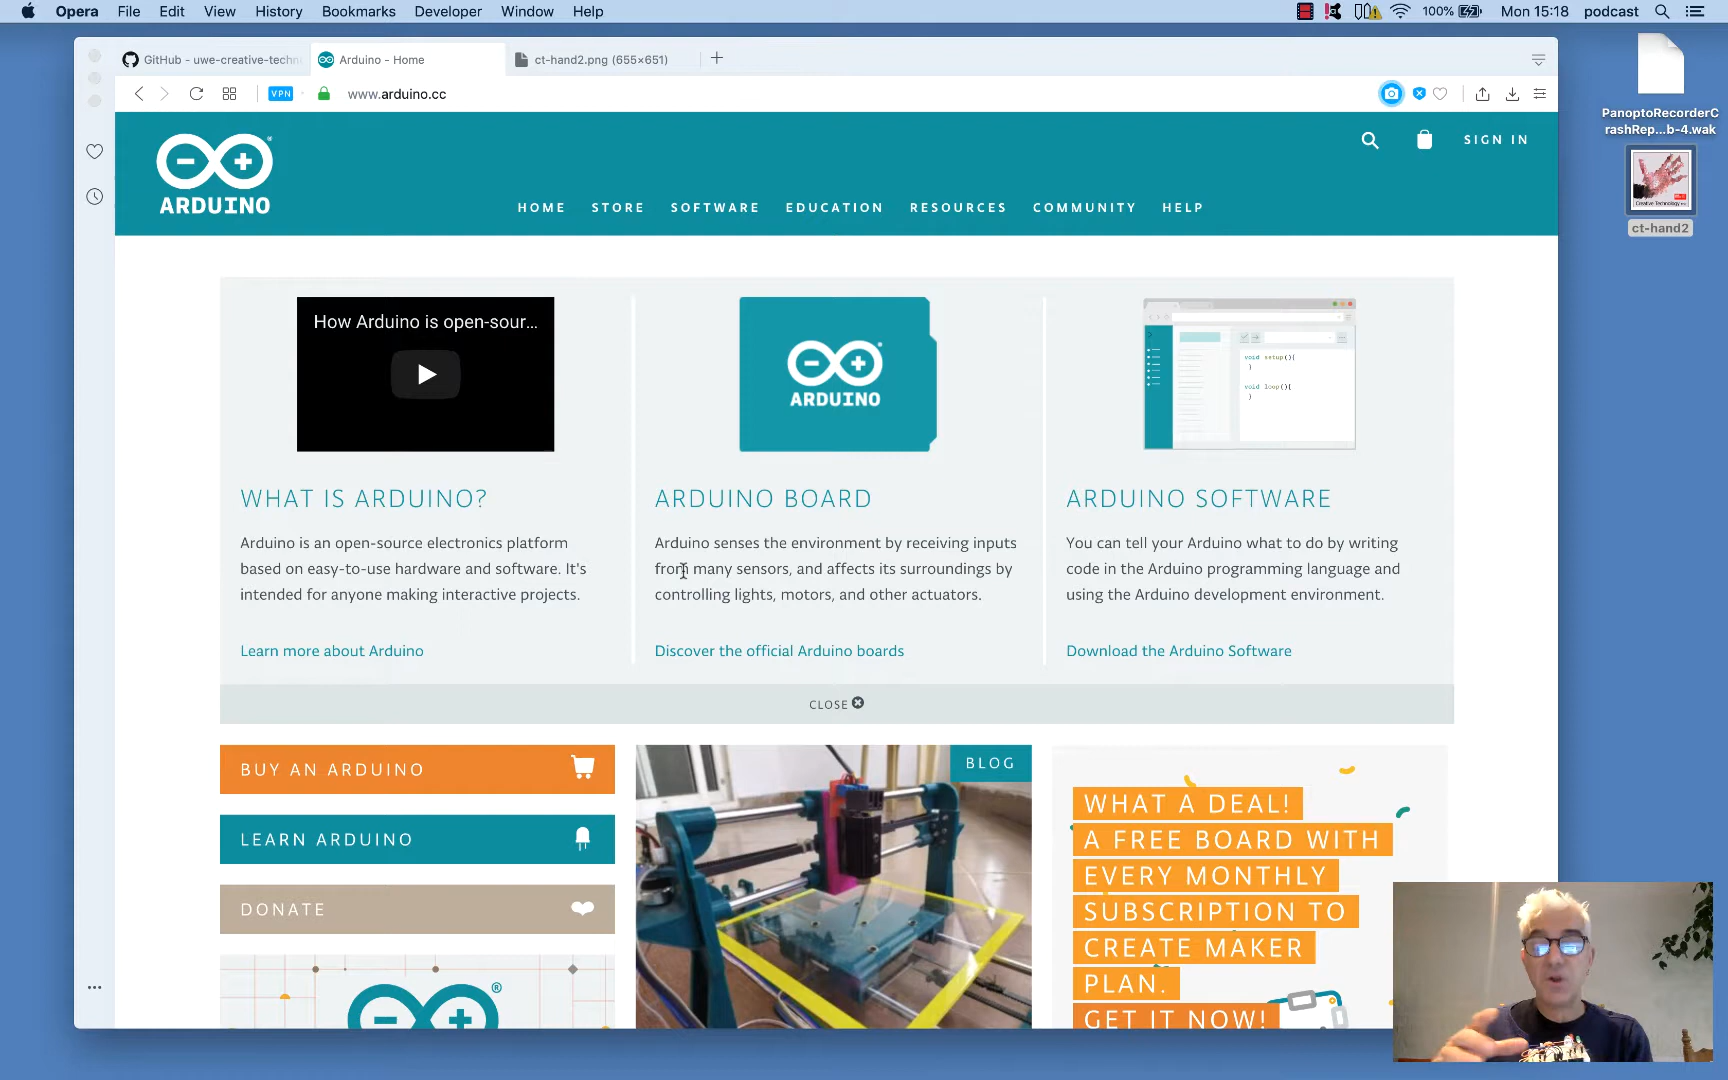 Opera File Edit View History Bookmarks Developer Window Help 100% Mon 15:18 podcast
GitHub - uwe-creative-techn
Arduino - Home
ct-hand2.png (655×651)
VPN
www.arduino.cc
PanoptoRecorderC
rashRep...b-4.wak
ct-hand2
ARDUINO
SIGN IN
HOME STORE SOFTWARE EDUCATION RESOURCES COMMUNITY HELP
How Arduino is open-sour...
WHAT IS ARDUINO?
Arduino is an open-source electronics platform
based on easy-to-use hardware and software. It's
intended for anyone making interactive projects.
Learn more about Arduino
ARDUINO
ARDUINO BOARD
Arduino senses the environment by receiving inputs
from many sensors, and affects its surroundings by
controlling lights, motors, and other actuators.
Discover the official Arduino boards
void setup(){
}
void loop(){
}
ARDUINO SOFTWARE
You can tell your Arduino what to do by writing
code in the Arduino programming language and
using the Arduino development environment.
Download the Arduino Software
CLOSE
BUY AN ARDUINO
LEARN ARDUINO
DONATE
BLOG
WHAT A DEAL!
A FREE BOARD WITH
EVERY MONTHLY
SUBSCRIPTION TO
CREATE MAKER
PLAN.
GET IT NOW!